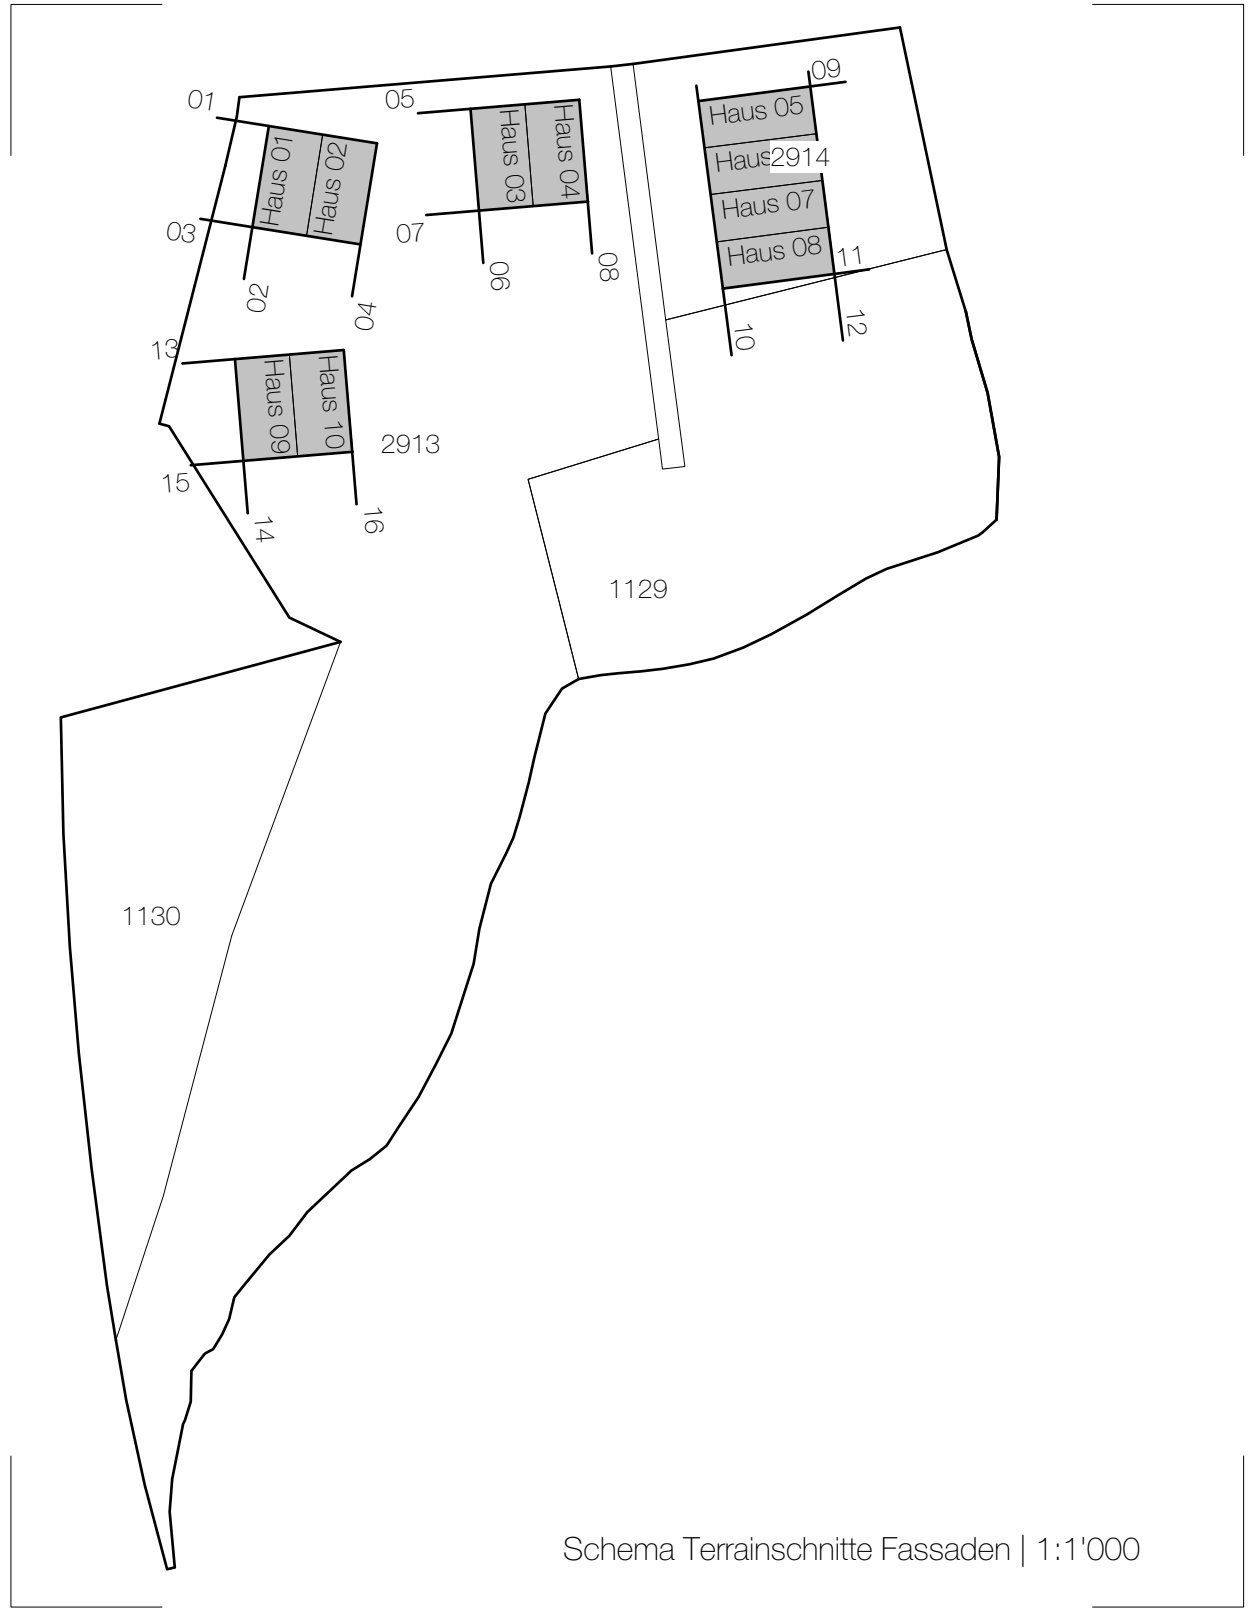 01
05
09
Haus 01
Haus 02
Haus 03
Haus 04
Haus 05
Haus
2914
Haus 07
Haus 08
03
07
11
02
04
06
08
10
12
13
Haus 09
Haus 10
2913
15
14
16
1129
1130
Schema Terrainschnitte Fassaden | 1:1'000